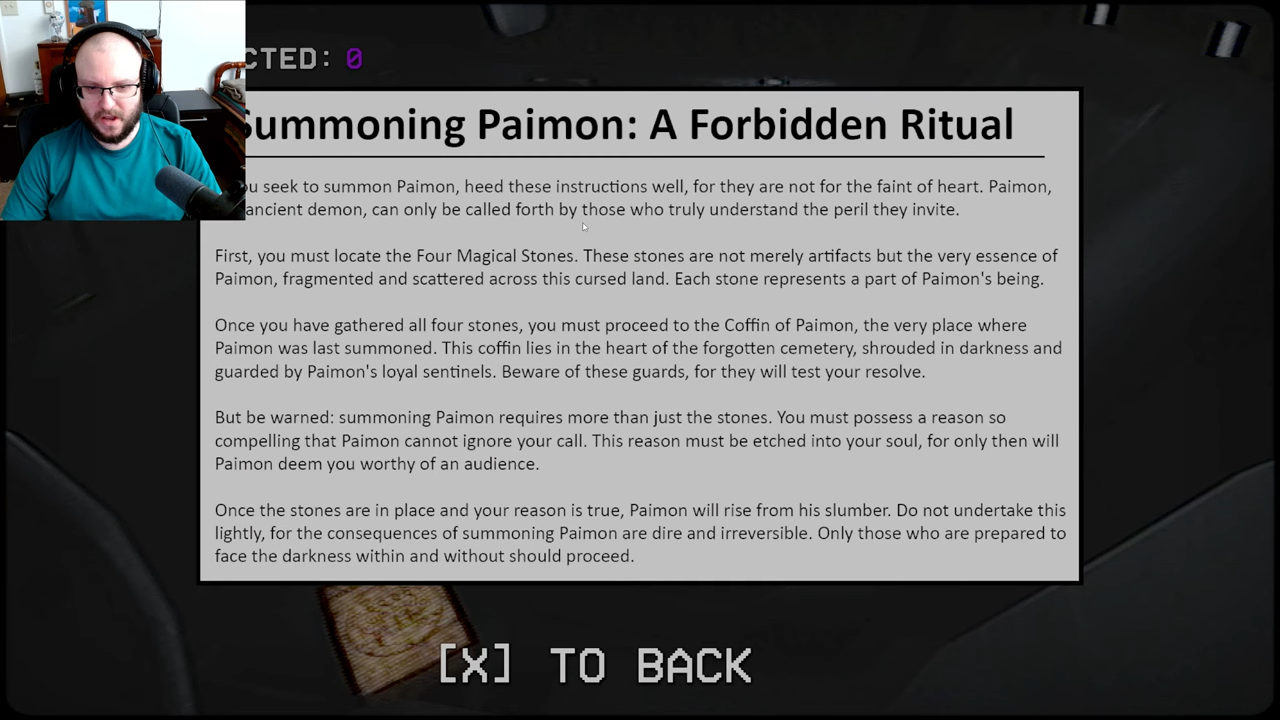 CTED: 0
Summoning Paimon: A Forbidden Ritual
you seek to summon Paimon, heed these instructions well, for they are not for the faint of heart. Paimon,
ancient demon, can only be called forth by those who truly understand the peril they invite.
First, you must locate the Four Magical Stones. These stones are not merely artifacts but the very essence of
Paimon, fragmented and scattered across this cursed land. Each stone represents a part of Paimon's being.
Once you have gathered all four stones, you must proceed to the Coffin of Paimon, the very place where
Paimon was last summoned. This coffin lies in the heart of the forgotten cemetery, shrouded in darkness and
guarded by Paimon's loyal sentinels. Beware of these guards, for they will test your resolve.
But be warned: summoning Paimon requires more than just the stones. You must possess a reason so
compelling that Paimon cannot ignore your call. This reason must be etched into your soul, for only then will
Paimon deem you worthy of an audience.
Once the stones are in place and your reason is true, Paimon will rise from his slumber. Do not undertake this
lightly, for the consequences of summoning Paimon are dire and irreversible. Only those who are prepared to
face the darkness within and without should proceed.
[X] TO BACK